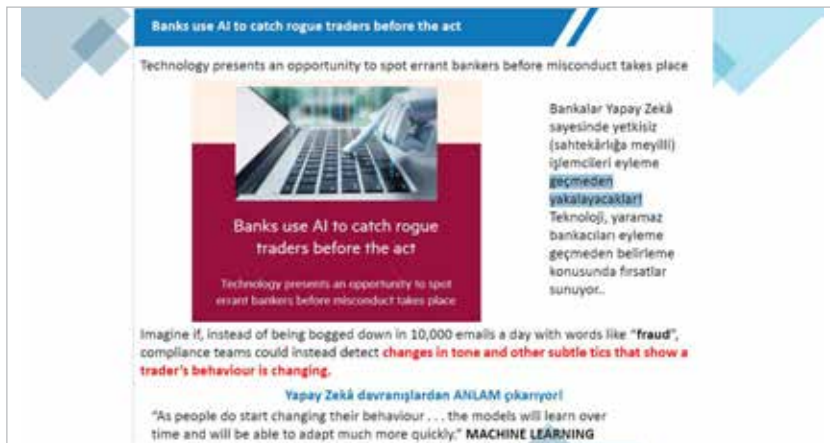 Banks use AI to catch rogue traders before the act
Technology presents an opportunity to spot errant bankers before misconduct takes place
Banks use AI to catch rogue
traders before the act
Technology presents an opportunity to spot
errant bankers before misconduct takes place
Bankalar Yapay Zekâ
sayesinde yetkisiz
(sahtekârlığa meyilli)
işlemcileri eyleme
geçmeden
yakalayacaklar!
Teknoloji, yaramaz
bankacıları eyleme
geçmeden belirleme
konusunda fırsatlar
sunuyor..
Imagine if, instead of being bogged down in 10,000 emails a day with words like "fraud",
compliance teams could instead detect changes in tone and other subtle tics that show a
trader's behaviour is changing.
Yapay Zekâ davranışlardan ANLAM çıkarıyor!
"As people do start changing their behaviour . . . the models will learn over
time and will be able to adapt much more quickly." MACHINE LEARNING